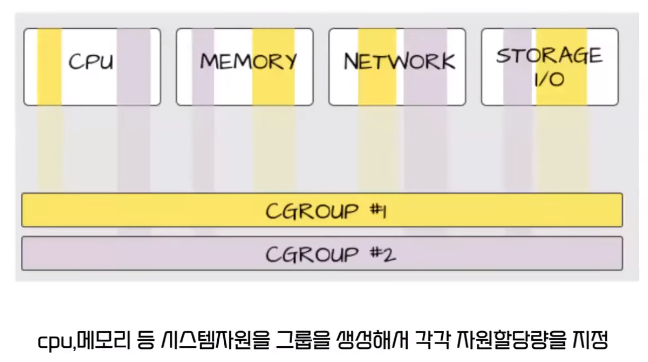 CPU
MEMORY
NETWORK
STORAGE
I/O
CGROUP #1
CGROUP #2
cpu,메모리 등 시스템자원을 그룹을 생성해서 각각 자원할당량을 지정